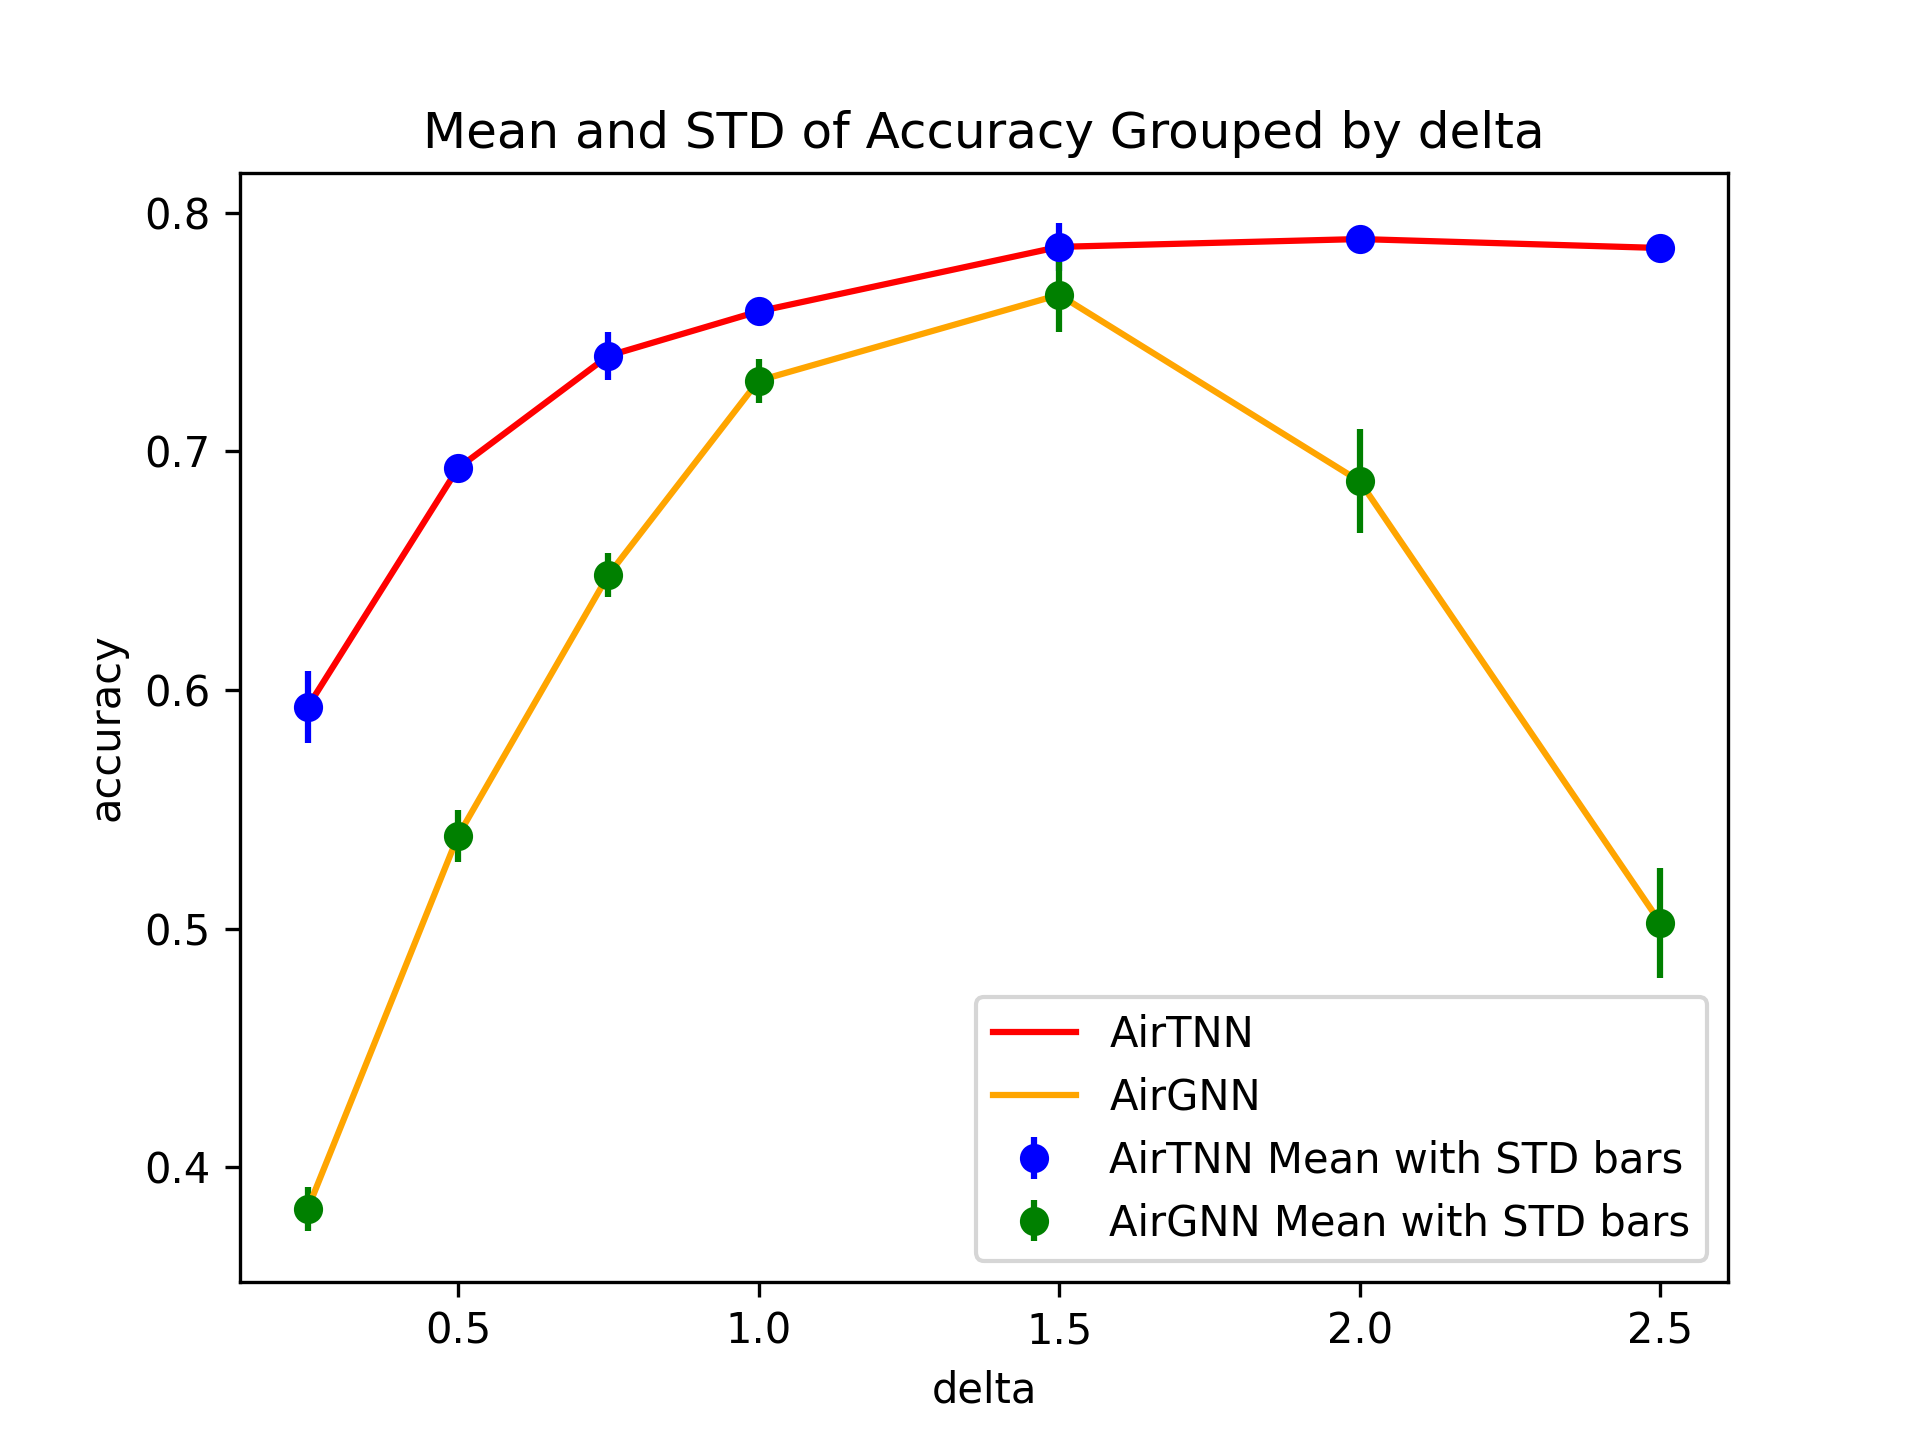 Mean and STD of Accuracy Grouped by delta
0.8
0.7
0.6
0.5
0.4
accuracy
AirTNN
AirGNN
AirTNN Mean with STD bars
AirGNN Mean with STD bars
0.5 1.0 1.5 2.0 2.5
delta